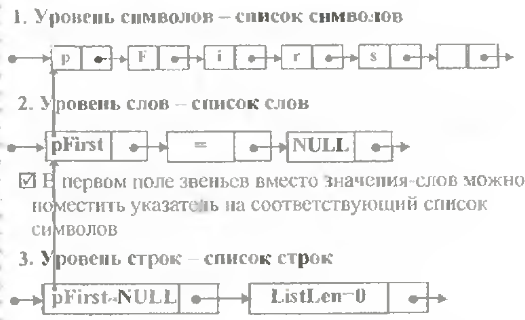 1. Уровень символов – список символов
p F i r s
2. Уровень слов – список слов
pFirst = NULL
☑ В первом поле звеньев вместо значения-слов можно
поместить указатель на соответствующий список
символов
3. Уровень строк – список строк
pFirst=NULL ListLen=0